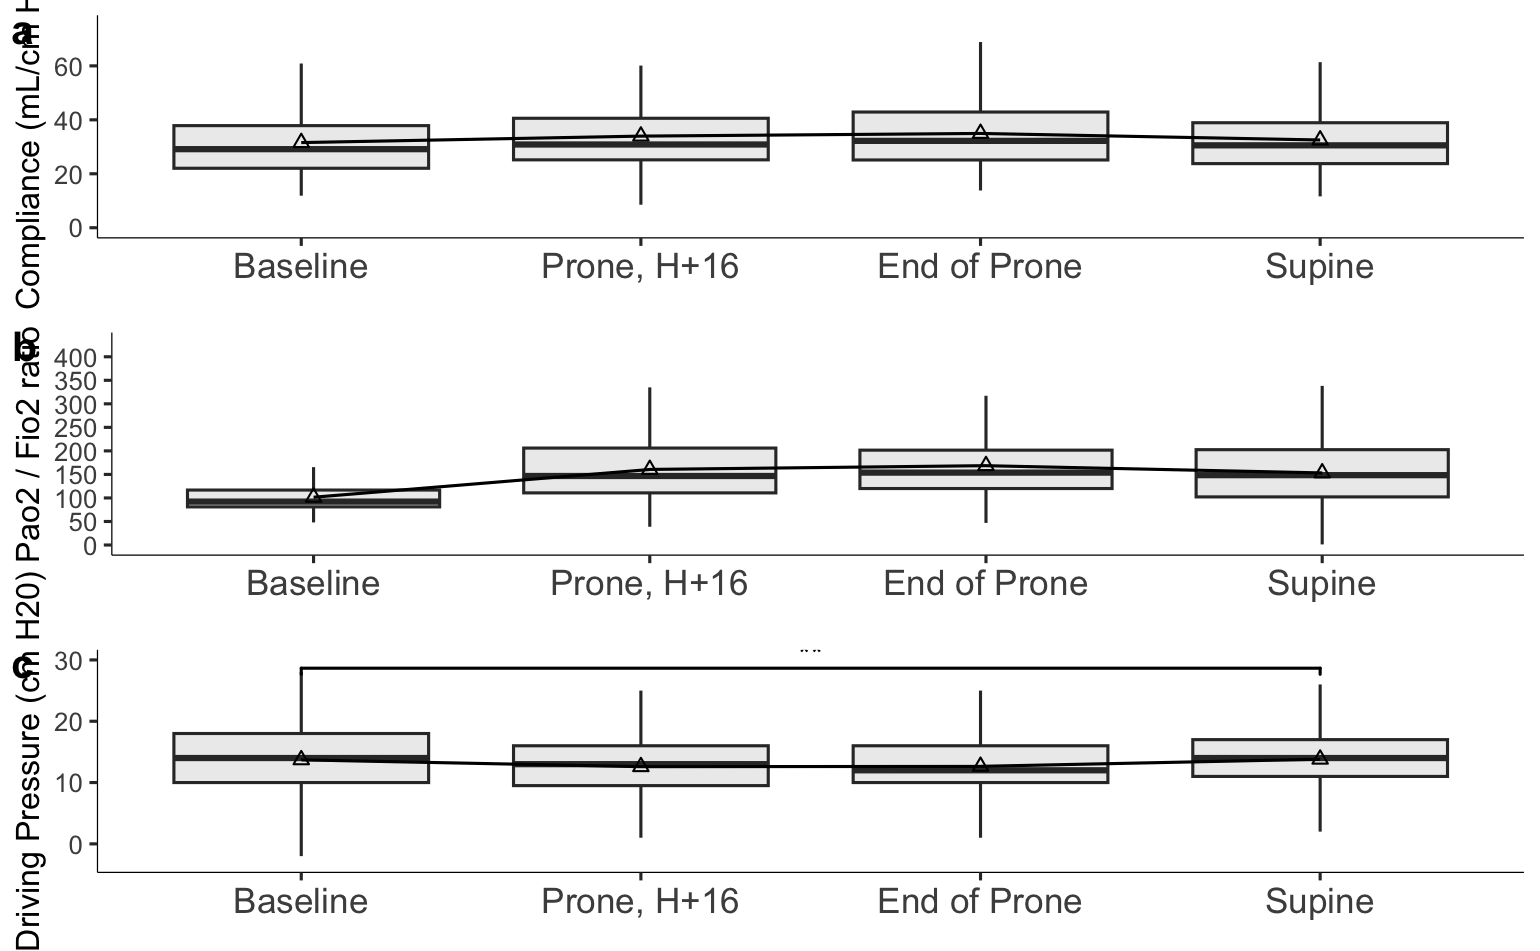 a
Compliance (mL/cm H
60
40
20
0
Baseline Prone, H+16 End of Prone Supine
b
Pao2 / Fio2 ratio
400
350
300
250
200
150
100
50
0
Baseline Prone, H+16 End of Prone Supine
c
Driving Pressure (cm H20)
**
30
20
10
0
Baseline Prone, H+16 End of Prone Supine